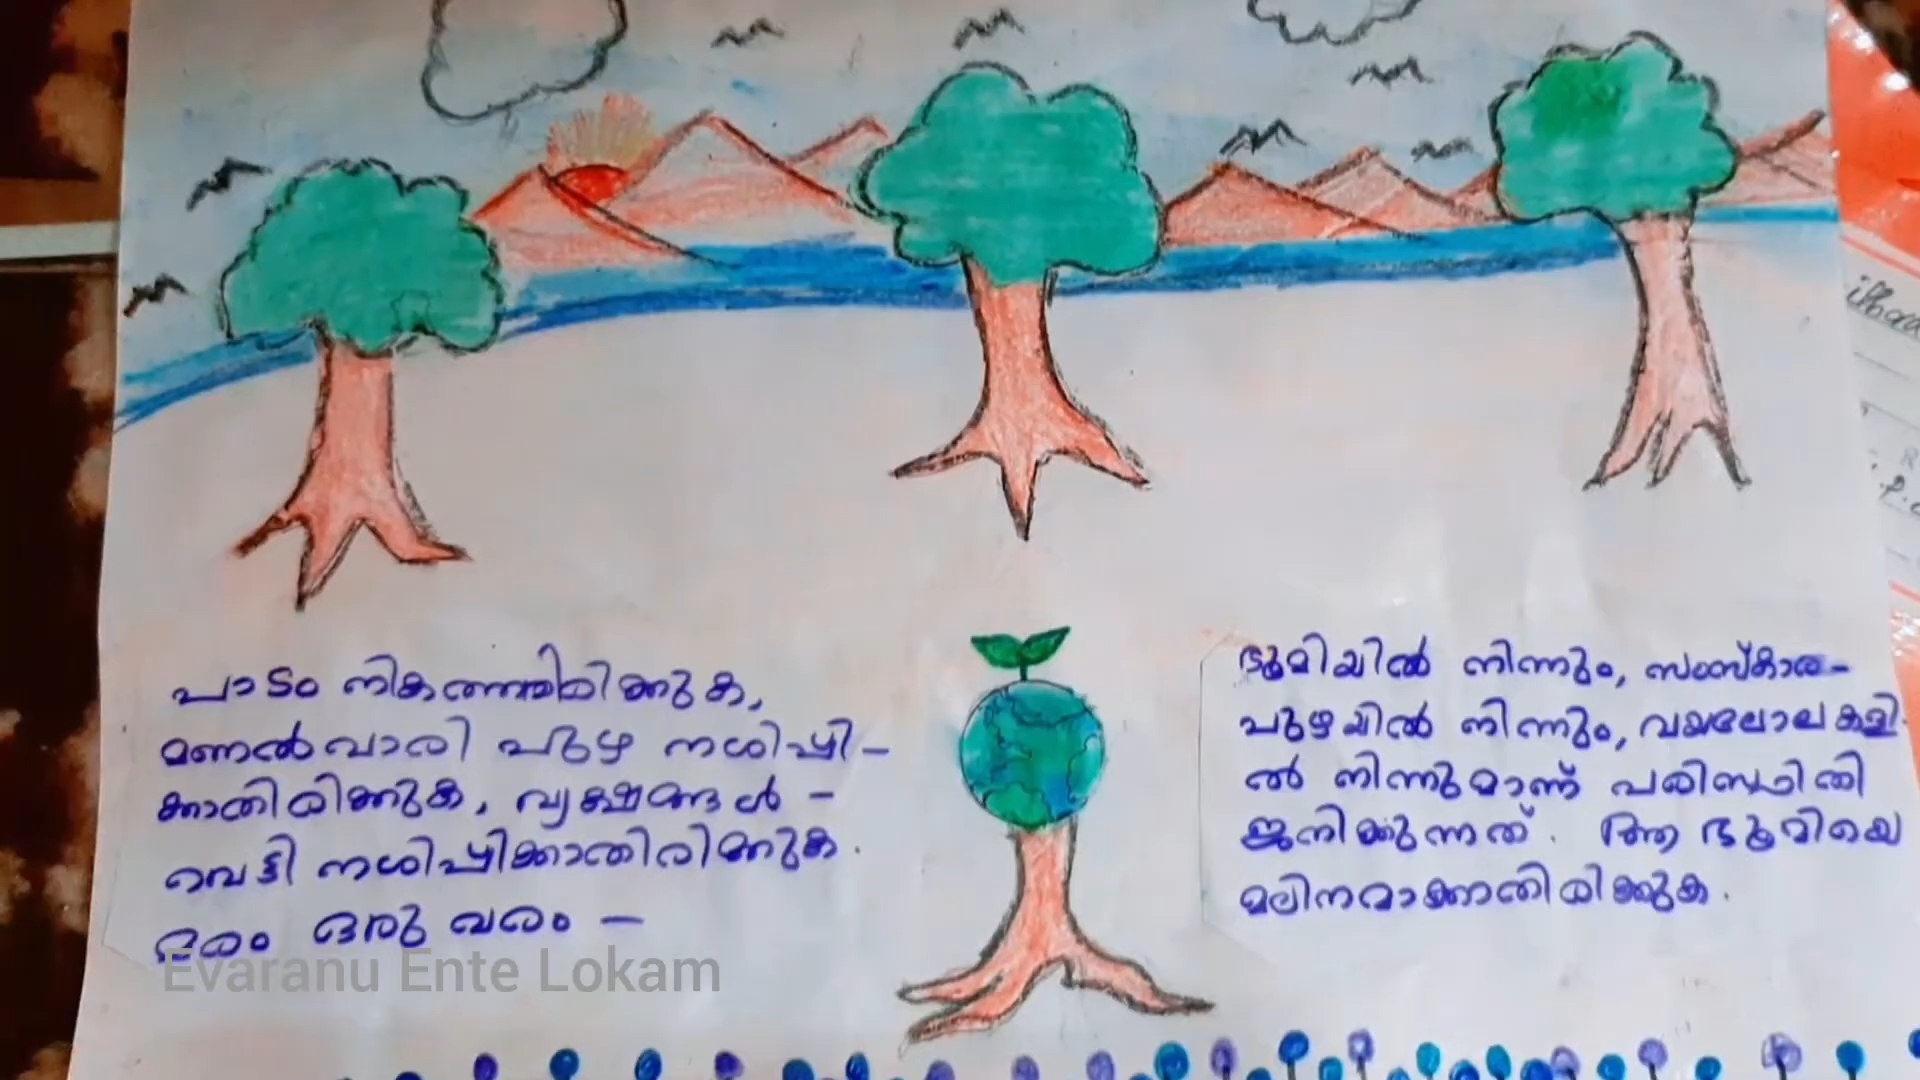 പാടം നികത്താതിരിക്കുക,
മണൽ വാരി പുഴ നശിപ്പി-
ക്കാതിരിക്കുക, വൃക്ഷങ്ങൾ -
വെട്ടി നശിപ്പിക്കാതിരിക്കുക.
മരം ഒരു വരം -
ഭൂമിയിൽ നിന്നും, സംസ്കാര-
പുഴയിൽ നിന്നും, വയലേലകളി-
ൽ നിന്നുമാണ് പരിസ്ഥിതി
ജനിക്കുന്നത്. ആ ഭൂമിയെ
മലിനമാക്കാതിരിക്കുക.
Evaranu Ente Lokam